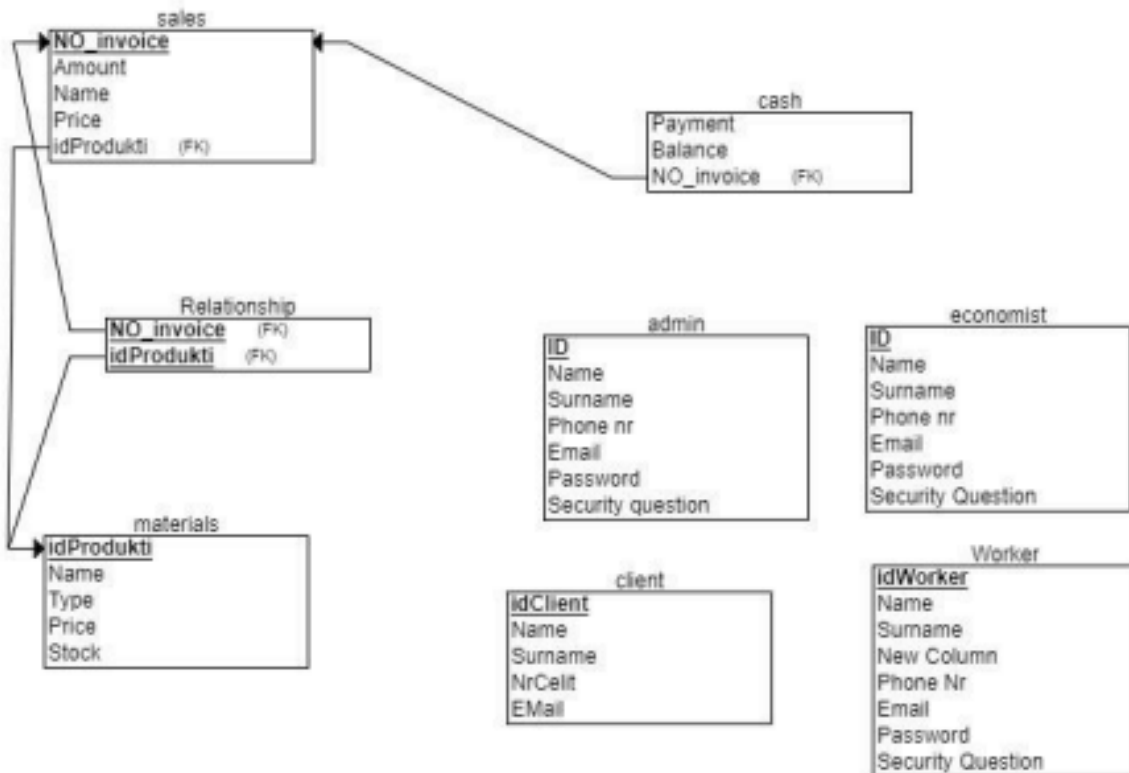 sales
NO_invoice
Amount
Name
Price
idProdukti (FK)
cash
Payment
Balance
NO_invoice (FK)
Relationship
NO_invoice (FK)
idProdukti (FK)
admin
ID
Name
Surname
Phone nr
Email
Password
Security question
economist
ID
Name
Surname
Phone nr
Email
Password
Security Question
materials
idProdukti
Name
Type
Price
Stock
client
idClient
Name
Surname
NrCelit
EMail
Worker
idWorker
Name
Surname
New Column
Phone Nr
Email
Password
Security Question